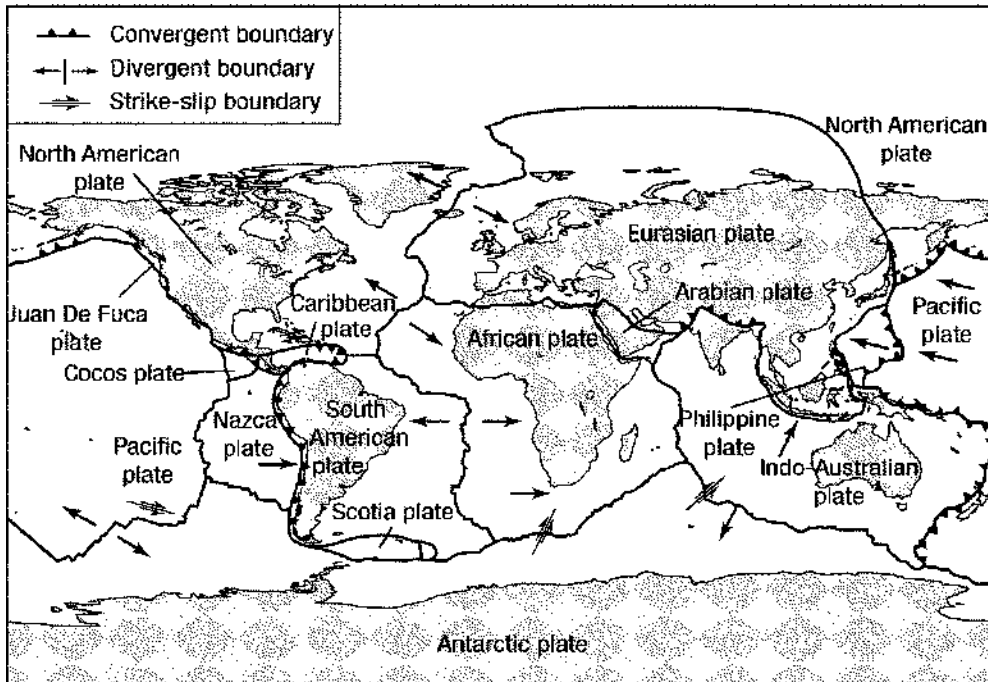 Convergent boundary
Divergent boundary
Strike-slip boundary
North American
plate
North American
plate
Eurasian plate
Juan De Fuca
plate
Caribbean
plate
Arabian plate
Pacific
plate
African plate
Cocos plate
Nazca
plate
South
American
plate
Philippine
plate
Pacific
plate
Indo-Australian
plate
Scotia plate
Antarctic plate